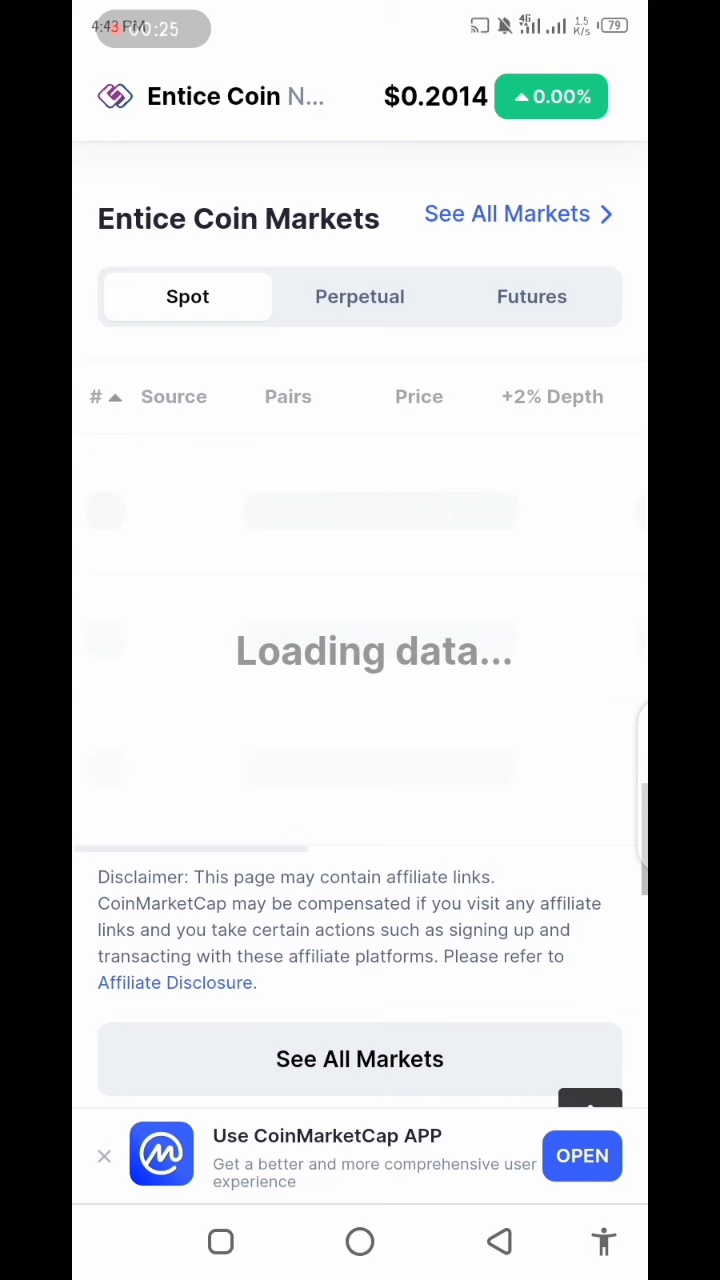 4:43 PM 00:25 4G 1.5 K/s 79
Entice Coin N... $0.2014 0.00%
Entice Coin Markets See All Markets
Spot Perpetual Futures
# Source Pairs Price +2% Depth
Loading data...
Disclaimer: This page may contain affiliate links.
CoinMarketCap may be compensated if you visit any affiliate
links and you take certain actions such as signing up and
transacting with these affiliate platforms. Please refer to
Affiliate Disclosure.
See All Markets
Use CoinMarketCap APP
Get a better and more comprehensive user
experience
OPEN